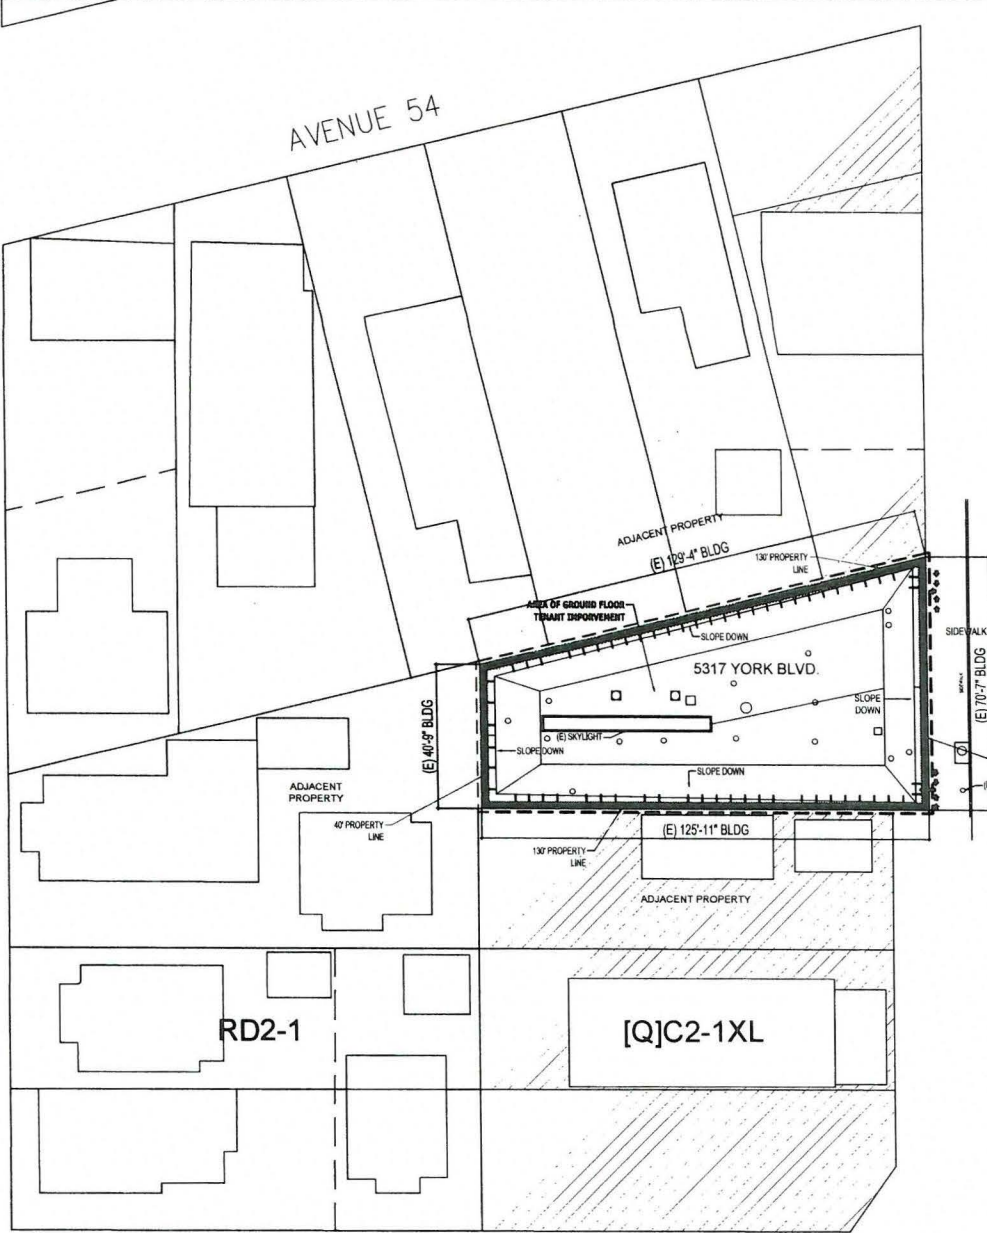 AVENUE 54
ADJACENT PROPERTY
(E) 129'-4" BLDG
130' PROPERTY
LINE
AREA OF GROUND FLOOR
TENANT IMPORVEMENT
SLOPE DOWN
5317 YORK BLVD.
SIDEWALK
(E) 70'-7" BLDG
SLOPE
DOWN
(E) 40'-9" BLDG
(E) SKYLIGHT
SLOPE DOWN
SLOPE DOWN
ADJACENT
PROPERTY
40' PROPERTY
LINE
(E) 125'-11" BLDG
130' PROPERTY
LINE
ADJACENT PROPERTY
RD2-1
[Q]C2-1XL